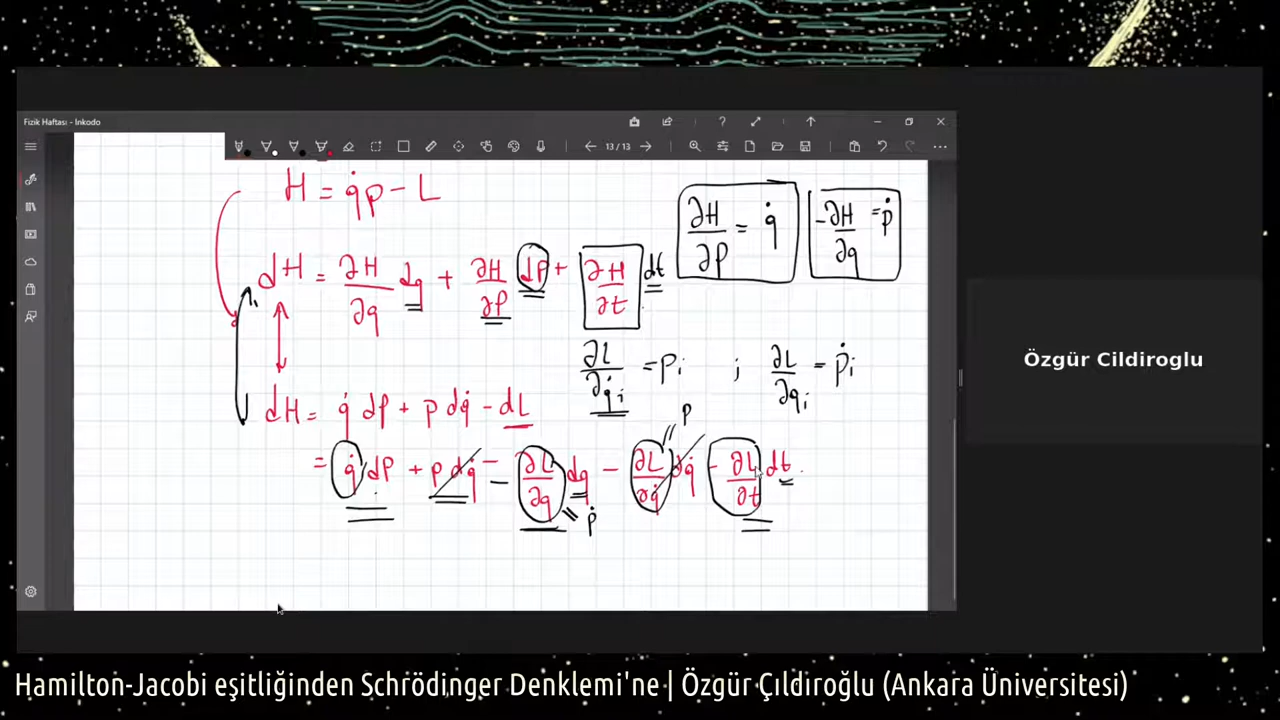 Fizik Haftası - Inkodo
13/13
H = q̇p - L
∂H/∂p = q̇
-∂H/∂q = ṗ
dH = ∂H/∂q dq + ∂H/∂p dp + ∂H/∂t dt
∂L/∂q̇ᵢ = pᵢ ; ∂L/∂qᵢ = ṗᵢ
dH = q̇ dp + p dq̇ - dL
p
= q̇ dp + p dq̇ - ∂L/∂q dq - ∂L/∂q̇ dq̇ - ∂L/∂t dt.
ṗ
Özgür Cildiroglu
Hamilton-Jacobi eşitliğinden Schrödinger Denklemi'ne | Özgür Çıldıroğlu (Ankara Üniversitesi)